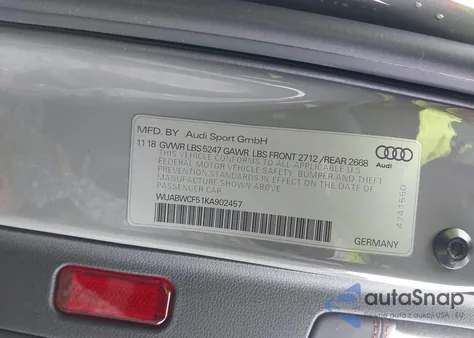 MFD. BY Audi Sport GmbH
11 18 GVWR LBS 5247 GAWR LBS FRONT 2712 / REAR 2668
THIS VEHICLE CONFORMS TO ALL APPLICABLE
FEDERAL MOTOR VEHICLE SAFETY, BUMPER AND THEFT
PREVENTION STANDARDS IN EFFECT ON THE DATE OF
MANUFACTURE SHOWN ABOVE
WUABWCF51KA902457
PASSENGER CAR
Audi
4741550
GERMANY
autoSnap